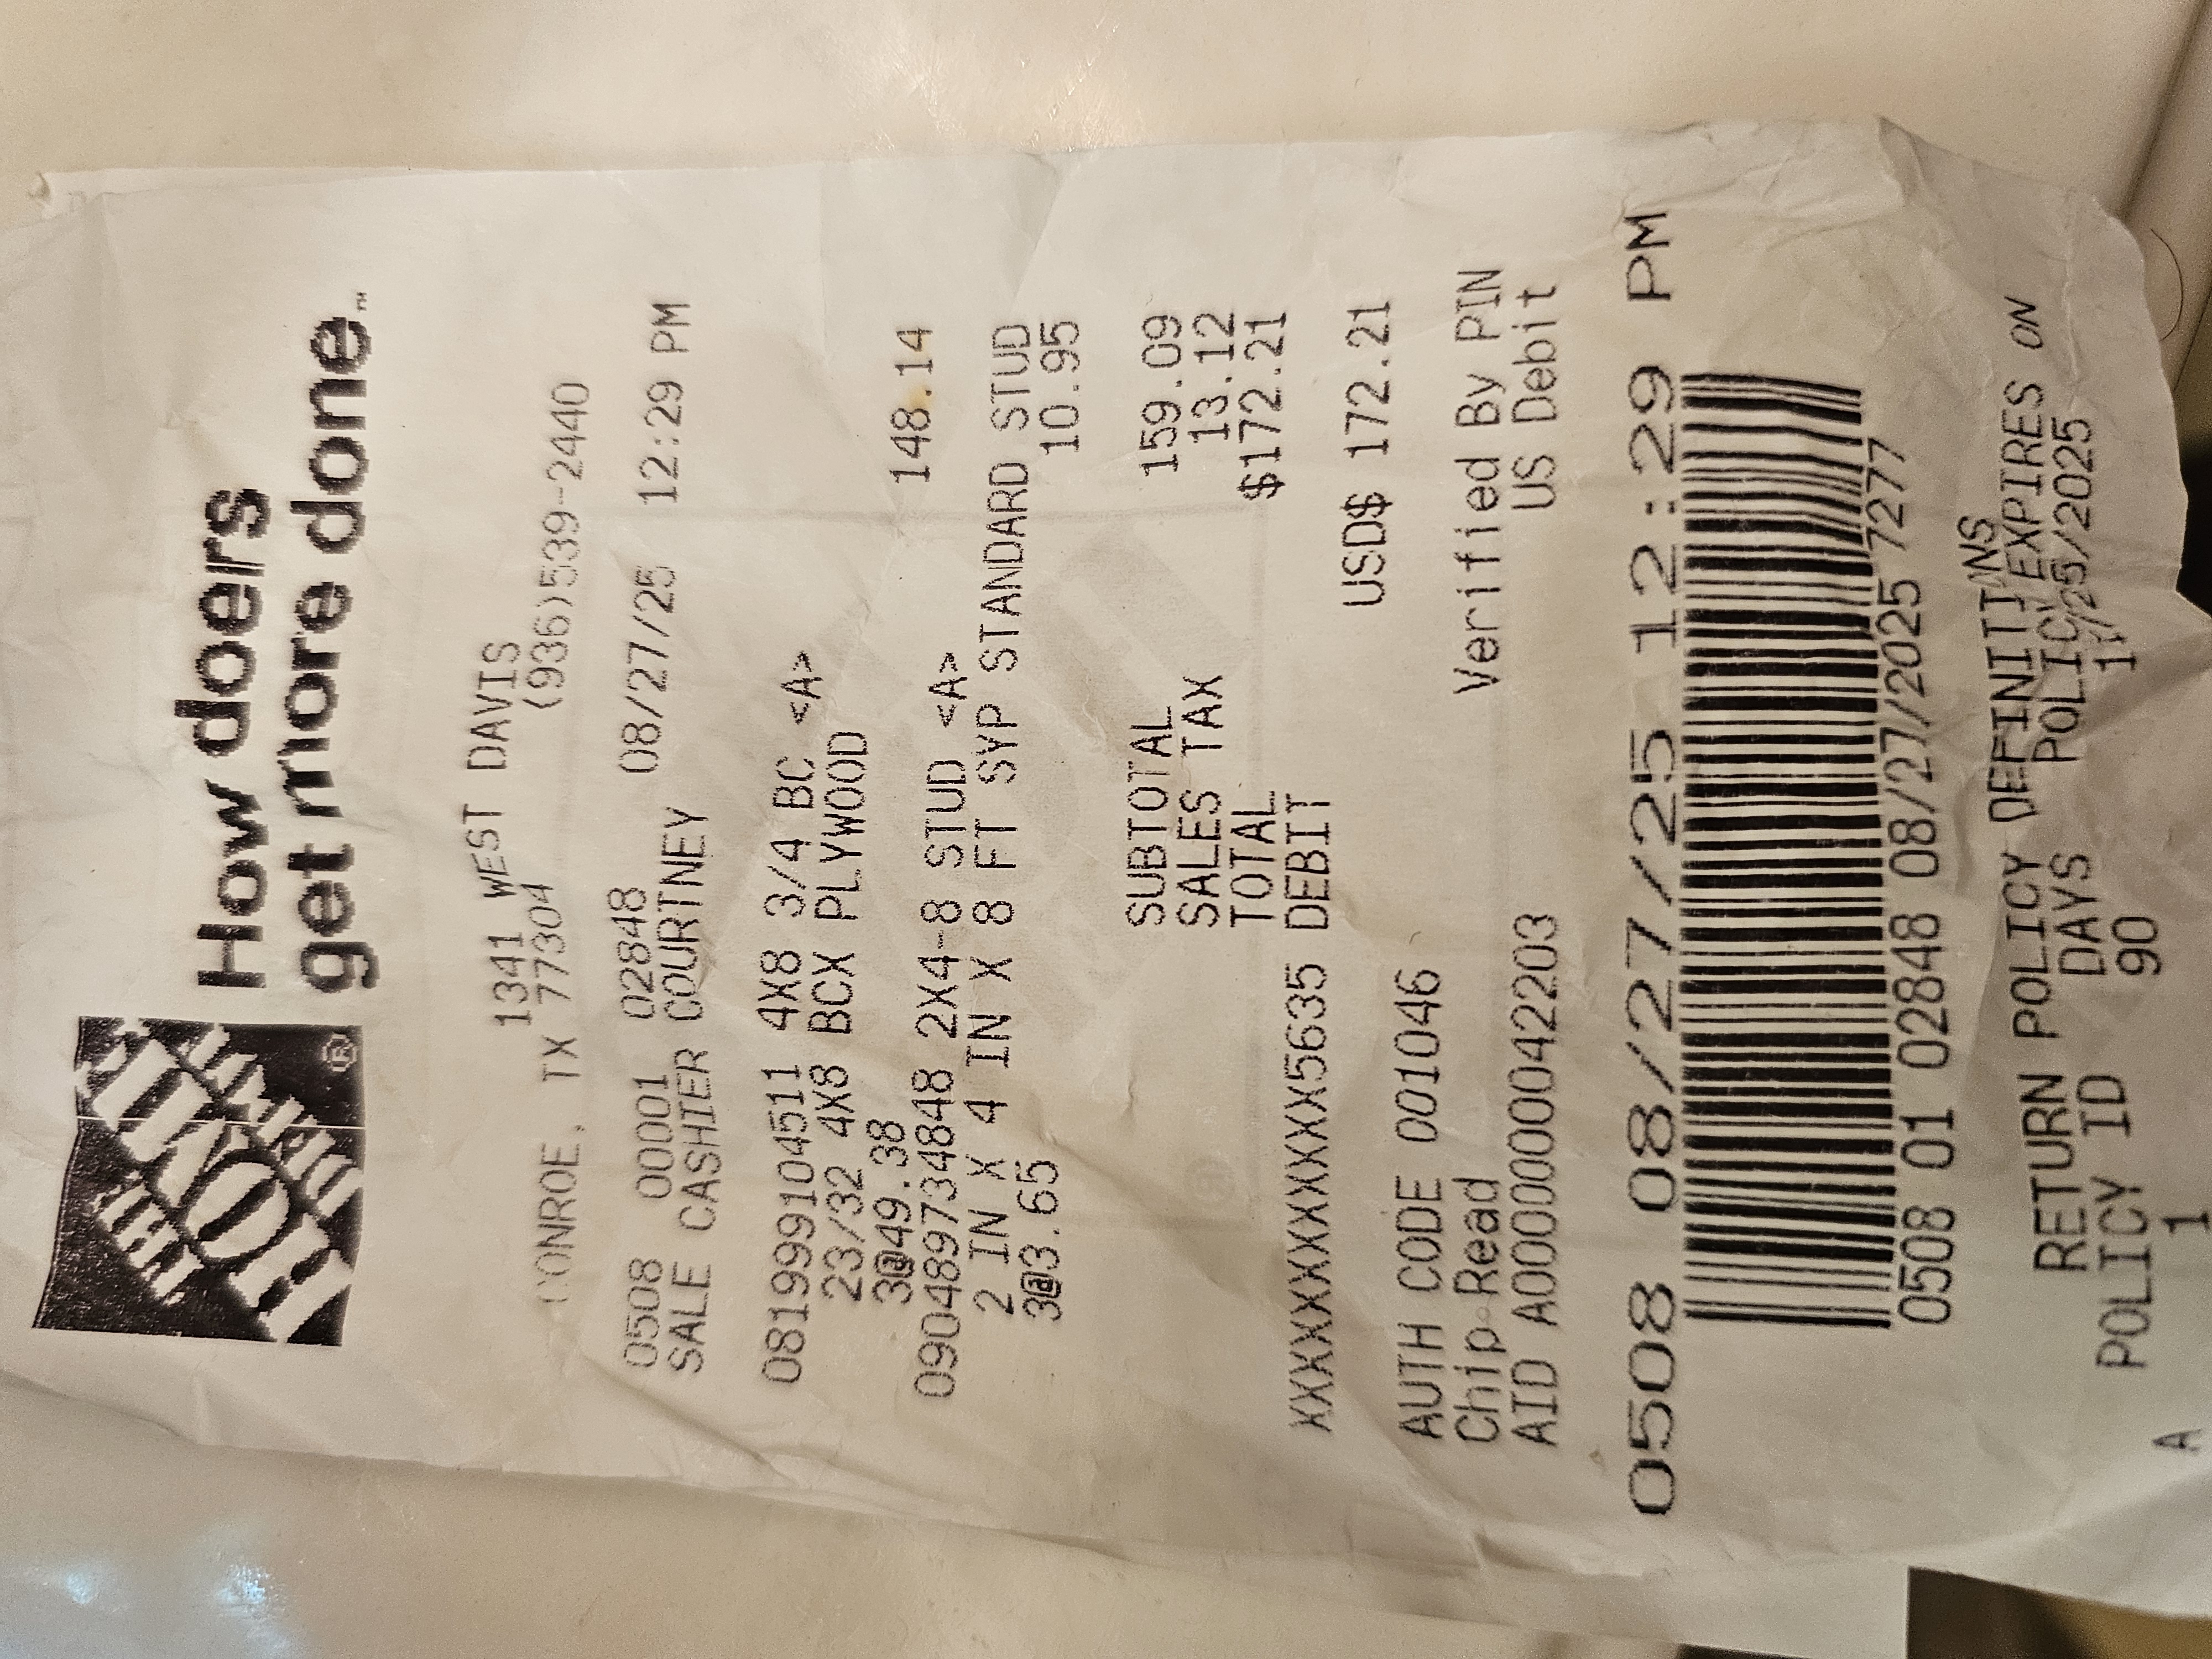 THE
HOME
DEPOT
®
How doers
get more done.™
1341 WEST DAVIS
CONROE, TX 77304 (936)539-2440
0508 00001 02848 08/27/25 12:29 PM
SALE CASHIER COURTNEY
081999104511 4X8 3/4 BC <A>
23/32 4X8 BCX PLYWOOD
3@49.38 148.14
090489734848 2X4-8 STUD <A>
2 IN X 4 IN X 8 FT SYP STANDARD STUD
3@3.65 10.95
SUBTOTAL 159.09
SALES TAX 13.12
TOTAL $172.21
XXXXXXXXXXXX5635 DEBIT
USD$ 172.21
AUTH CODE 001046
Chip Read Verified By PIN
AID A0000000042203 US Debit
0508 08/27/25 12:29 PM
0508 01 02848 08/27/2025 7277
RETURN POLICY DEFINITIONS
POLICY ID DAYS POLICY EXPIRES ON
A 1 90 11/25/2025